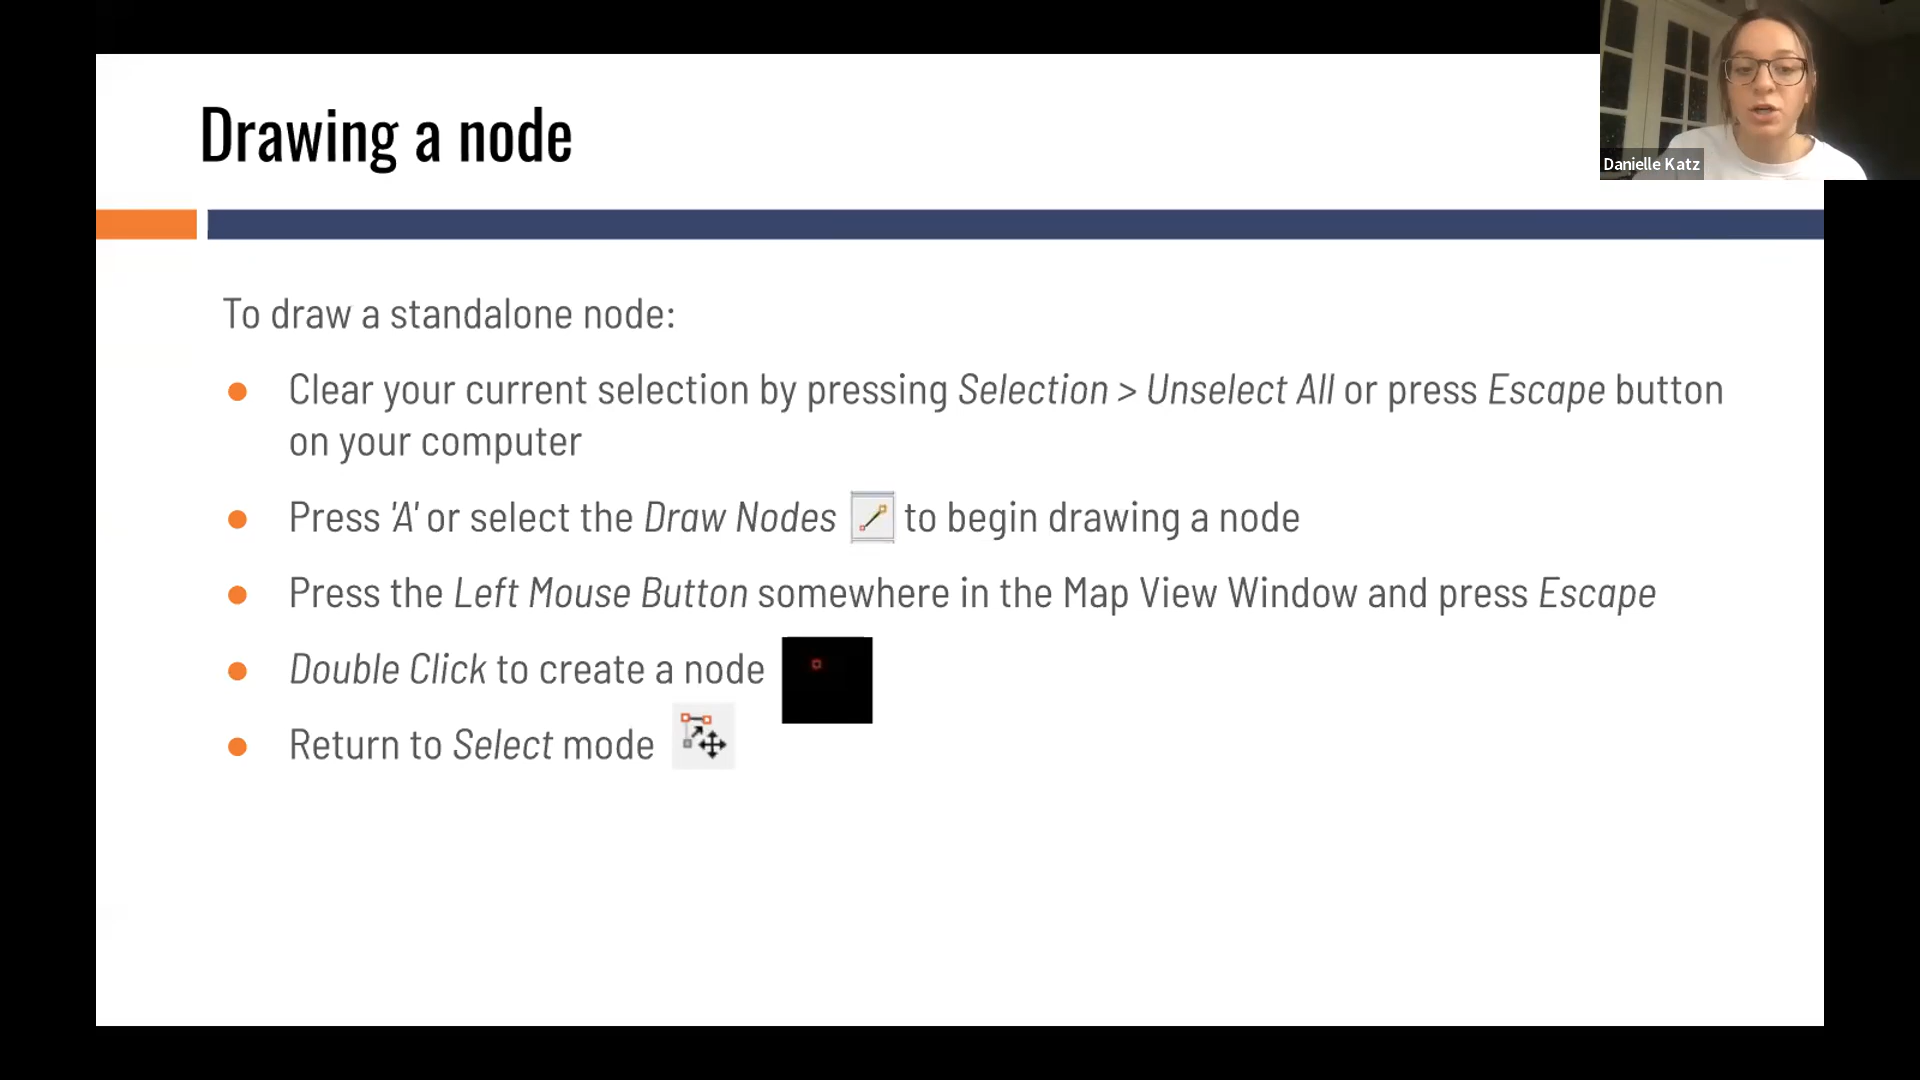 Drawing a node
Danielle Katz
To draw a standalone node:
● Clear your current selection by pressing Selection > Unselect All or press Escape button
on your computer
● Press 'A' or select the Draw Nodes to begin drawing a node
● Press the Left Mouse Button somewhere in the Map View Window and press Escape
● Double Click to create a node
● Return to Select mode